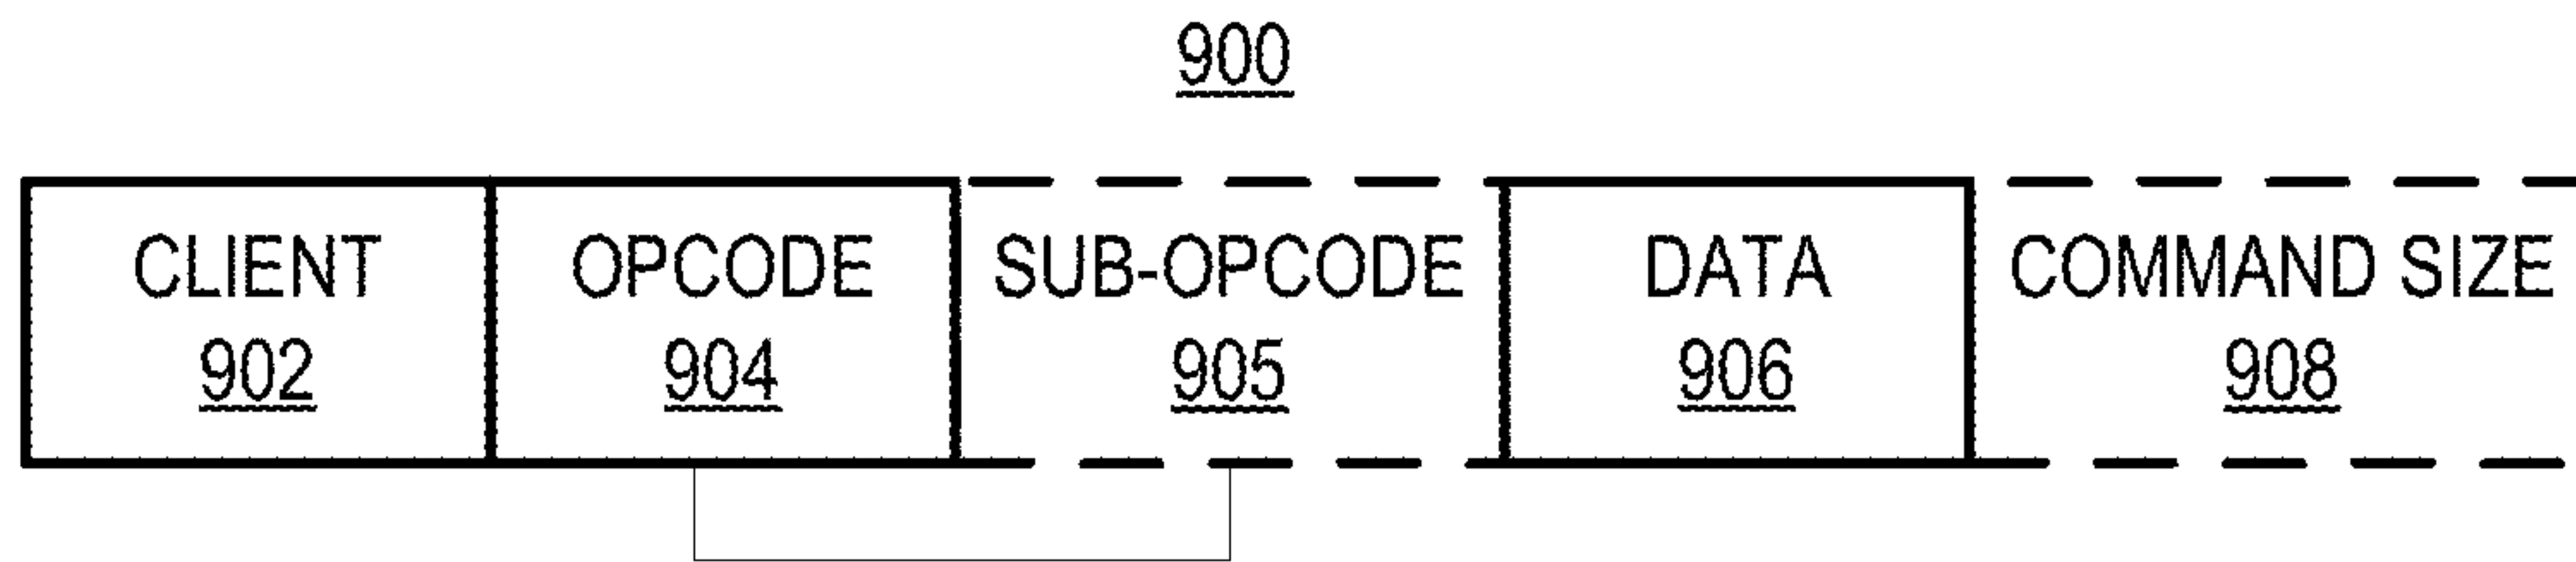 900
CLIENT OPCODE SUB-OPCODE DATA COMMAND SIZE
902 904 905 906 908